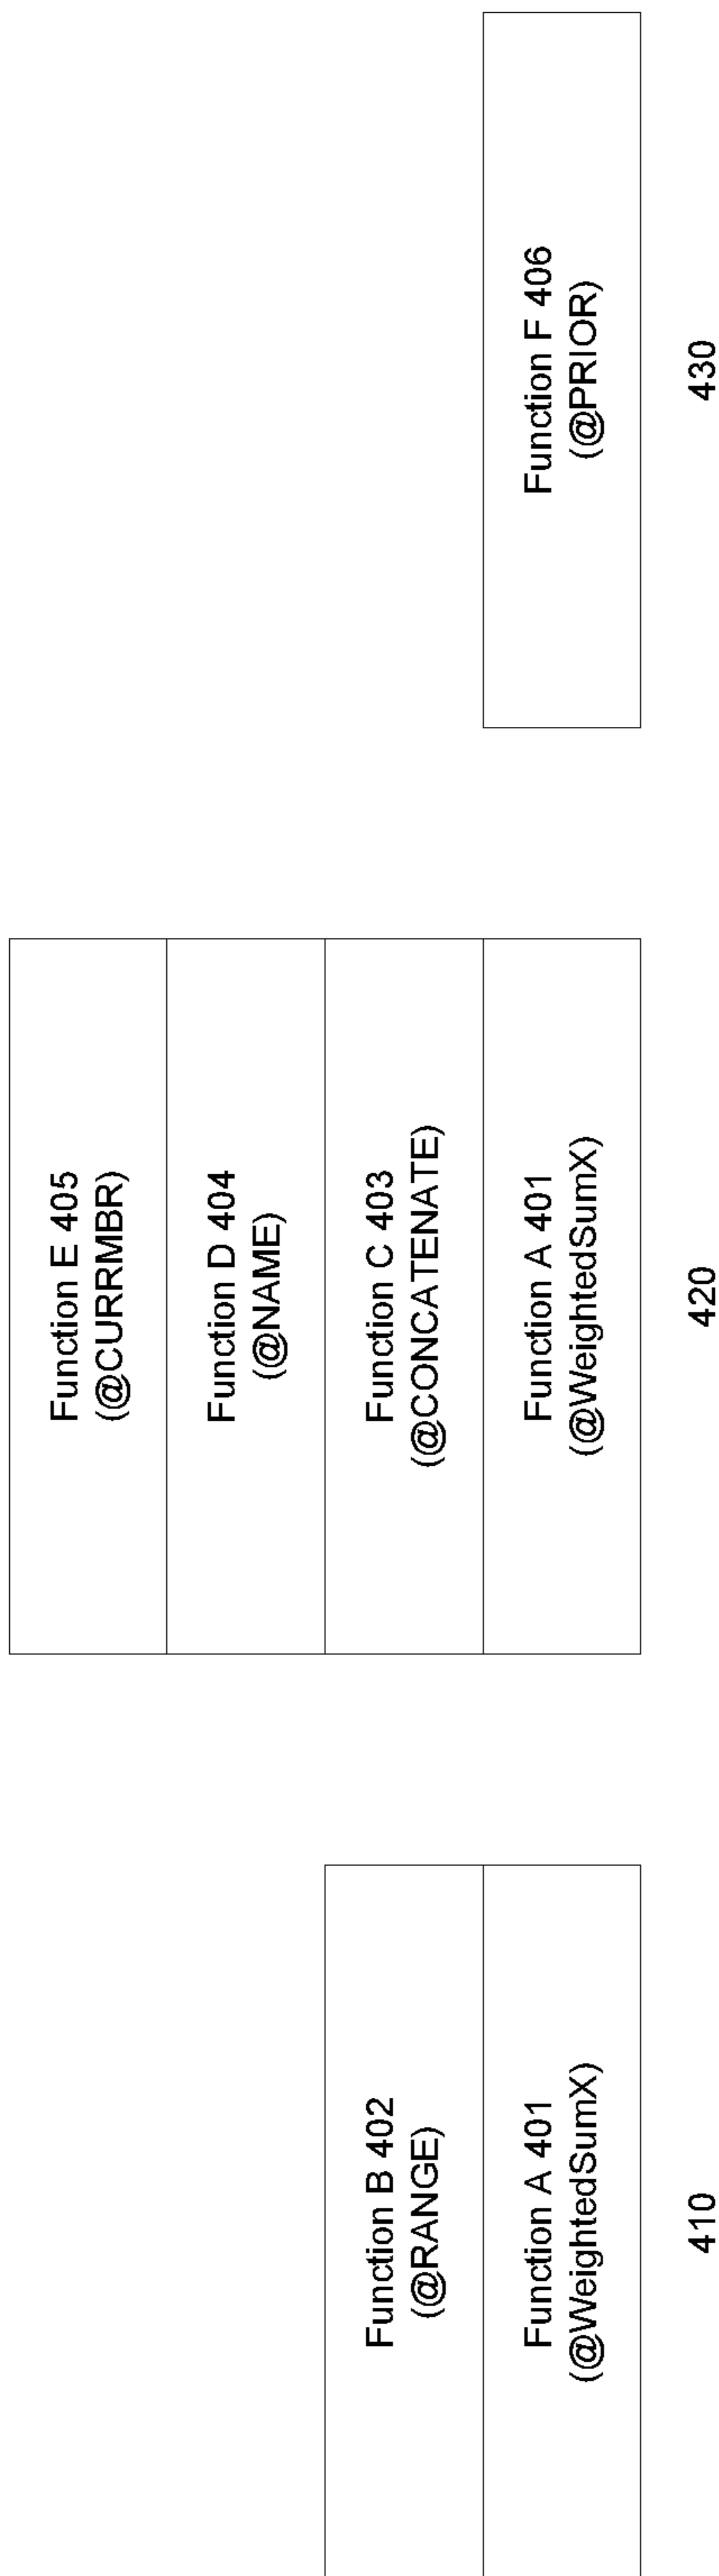 Function B 402
(@RANGE)
Function A 401
(@WeightedSumX)
410
Function E 405
(@CURRMBR)
Function D 404
(@NAME)
Function C 403
(@CONCATENATE)
Function A 401
(@WeightedSumX)
420
Function F 406
(@PRIOR)
430